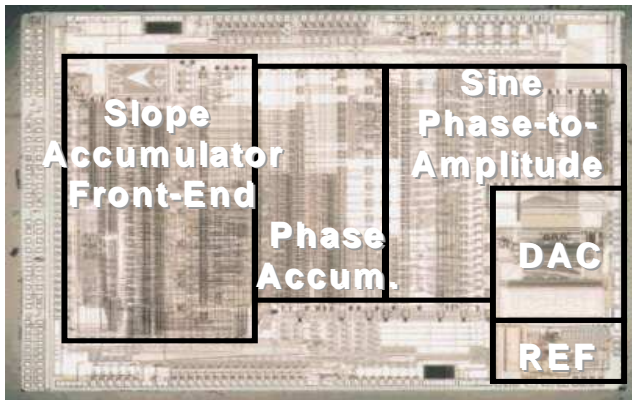 Slope
Accumulator
Front-End
Phase
Accum.
Sine
Phase-to-
Amplitude
DAC
REF